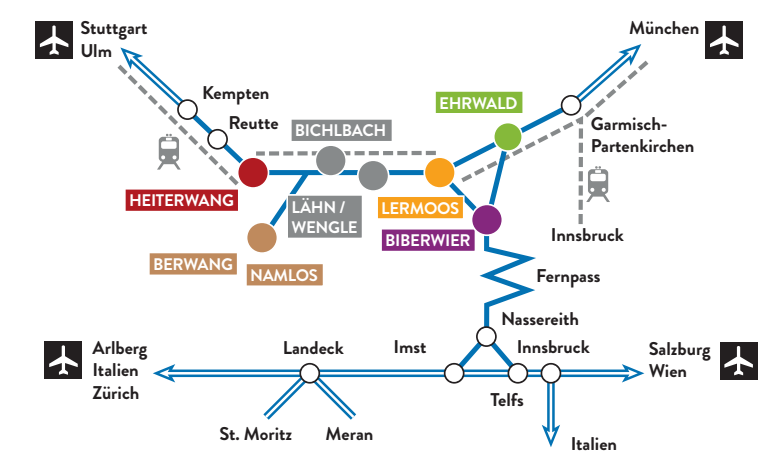 Stuttgart
Ulm
München
Kempten
EHRWALD
Reutte
BICHLBACH
Garmisch-
Partenkirchen
HEITERWANG
LÄHN /
WENGLE
LERMOOS
BIBERWIER
Innsbruck
BERWANG
NAMLOS
Fernpass
Nassereith
Arlberg
Italien
Zürich
Landeck
Imst
Innsbruck
Salzburg
Wien
Telfs
St. Moritz
Meran
Italien